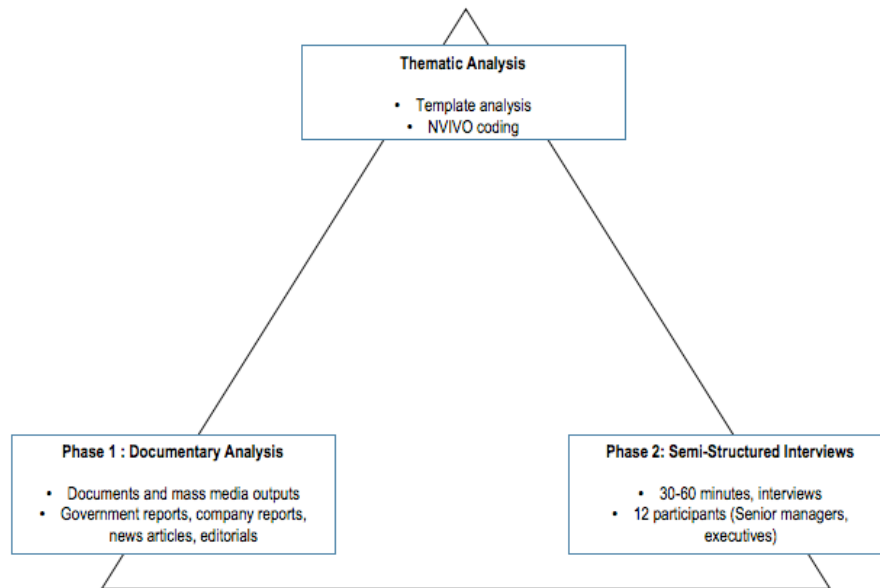 Thematic Analysis
• Template analysis
• NVIVO coding
Phase 1 : Documentary Analysis
• Documents and mass media outputs
• Government reports, company reports,
news articles, editorials
Phase 2: Semi-Structured Interviews
• 30-60 minutes, interviews
• 12 participants (Senior managers,
executives)